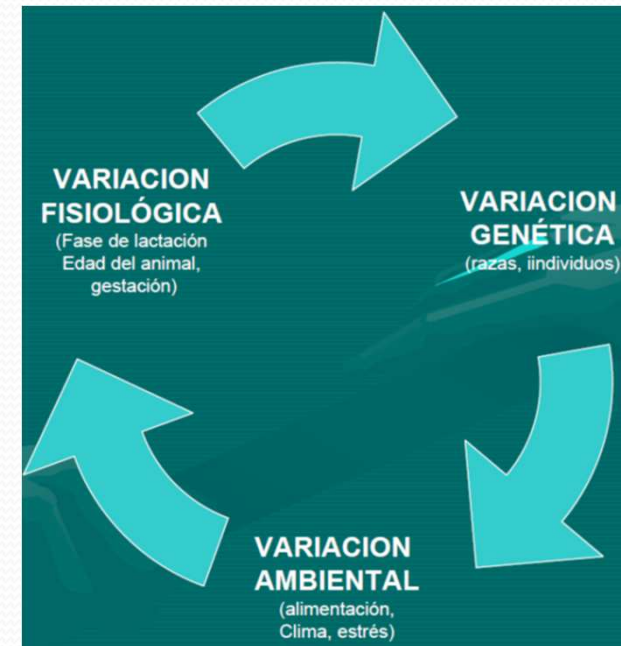 VARIACION
FISIOLÓGICA
(Fase de lactación
Edad del animal,
gestación)
VARIACION
GENÉTICA
(razas, iindividuos)
VARIACION
AMBIENTAL
(alimentación,
Clima, estrés)